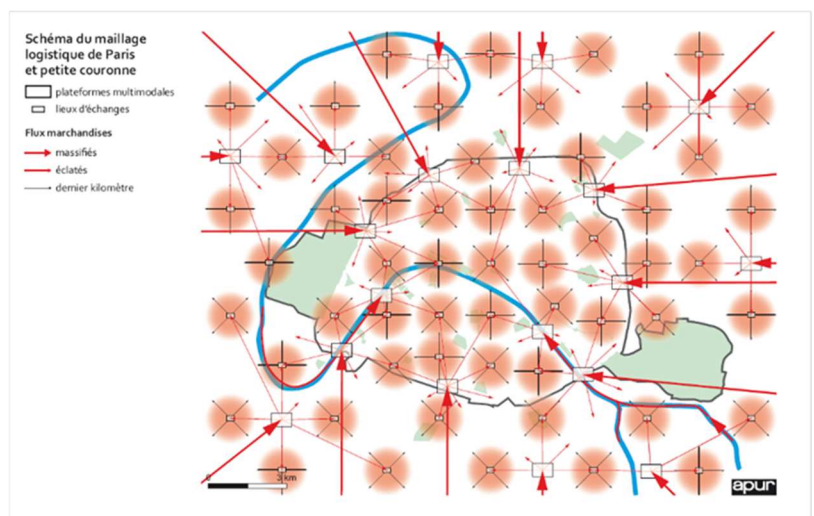 Schéma du maillage
logistique de Paris
et petite couronne
plateformes multimodales
lieux d'échanges
Flux marchandises
massifiés
éclatés
dernier kilomètre
0 3 km
apur